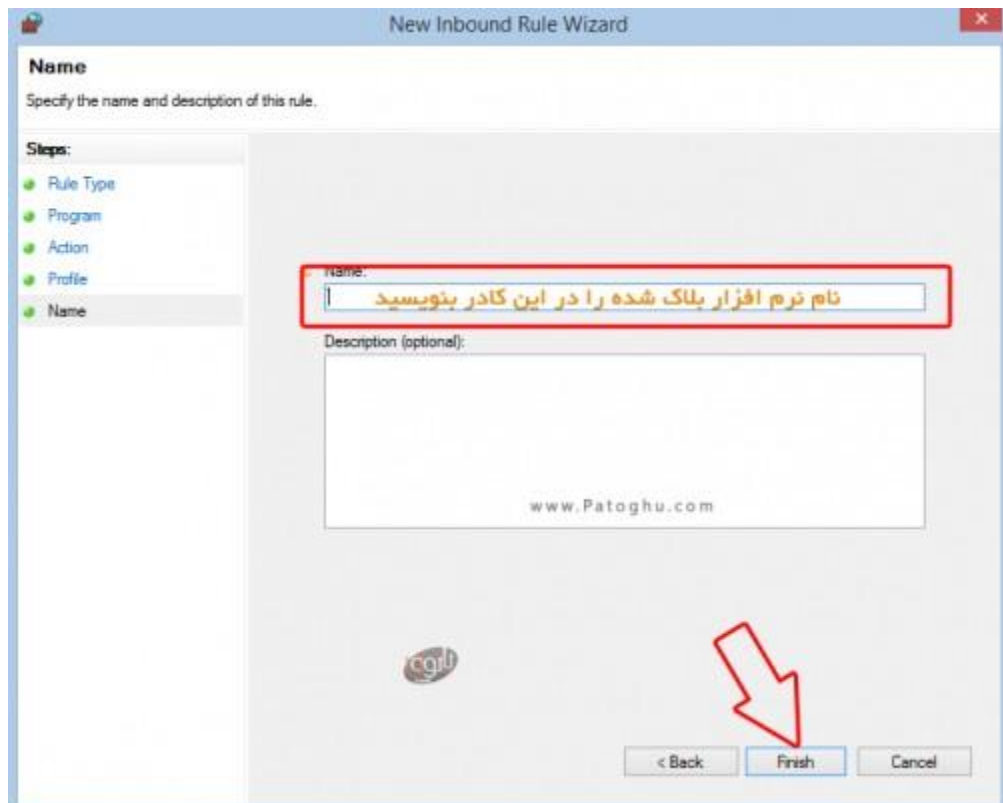 New Inbound Rule Wizard
Name
Specify the name and description of this rule.
Steps:
Rule Type
Program
Action
Profile
Name
Name:
نام نرم افزار بلاک شده را در این کادر بنویسید
Description (optional):
www.Patoghu.com
< Back
Finish
Cancel